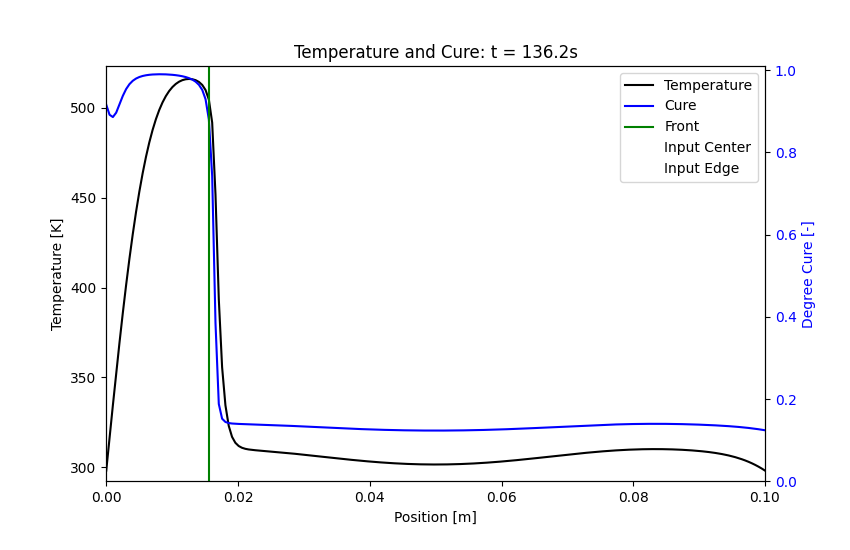 Temperature and Cure: t = 136.2s
Temperature
Cure
Front
Input Center
Input Edge
500
450
400
350
300
Temperature [K]
1.0
0.8
0.6
0.4
0.2
0.0
Degree Cure [-]
0.00 0.02 0.04 0.06 0.08 0.10
Position [m]